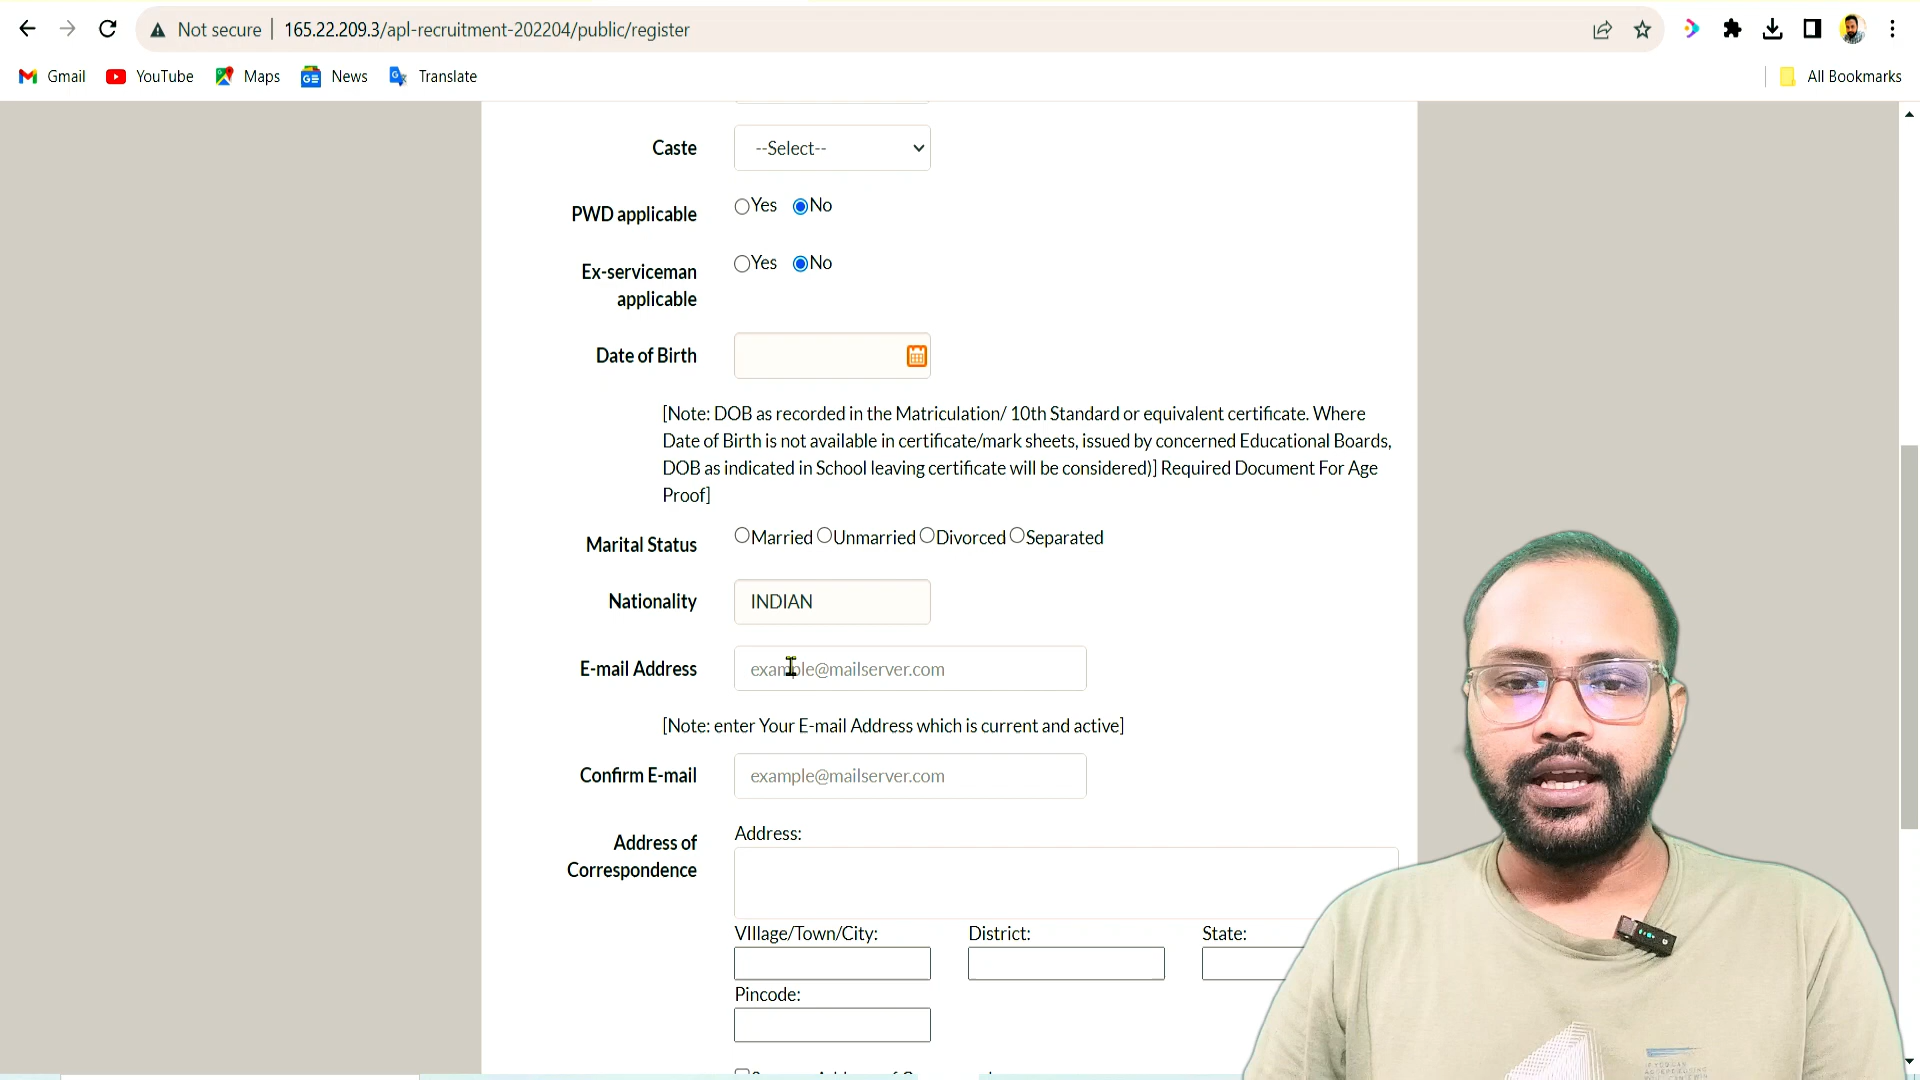 Not secure
165.22.209.3/apl-recruitment-202204/public/register
Gmail
YouTube
Maps
News
Translate
All Bookmarks
Caste
--Select--
PWD applicable
Yes No
Ex-serviceman
applicable
Yes No
Date of Birth
[Note: DOB as recorded in the Matriculation/ 10th Standard or equivalent certificate. Where
Date of Birth is not available in certificate/mark sheets, issued by concerned Educational Boards,
DOB as indicated in School leaving certificate will be considered)] Required Document For Age
Proof]
Marital Status
Married Unmarried Divorced Separated
Nationality
INDIAN
E-mail Address
example@mailserver.com
[Note: enter Your E-mail Address which is current and active]
Confirm E-mail
example@mailserver.com
Address of
Correspondence
Address:
VIllage/Town/City:
District:
State:
Pincode: